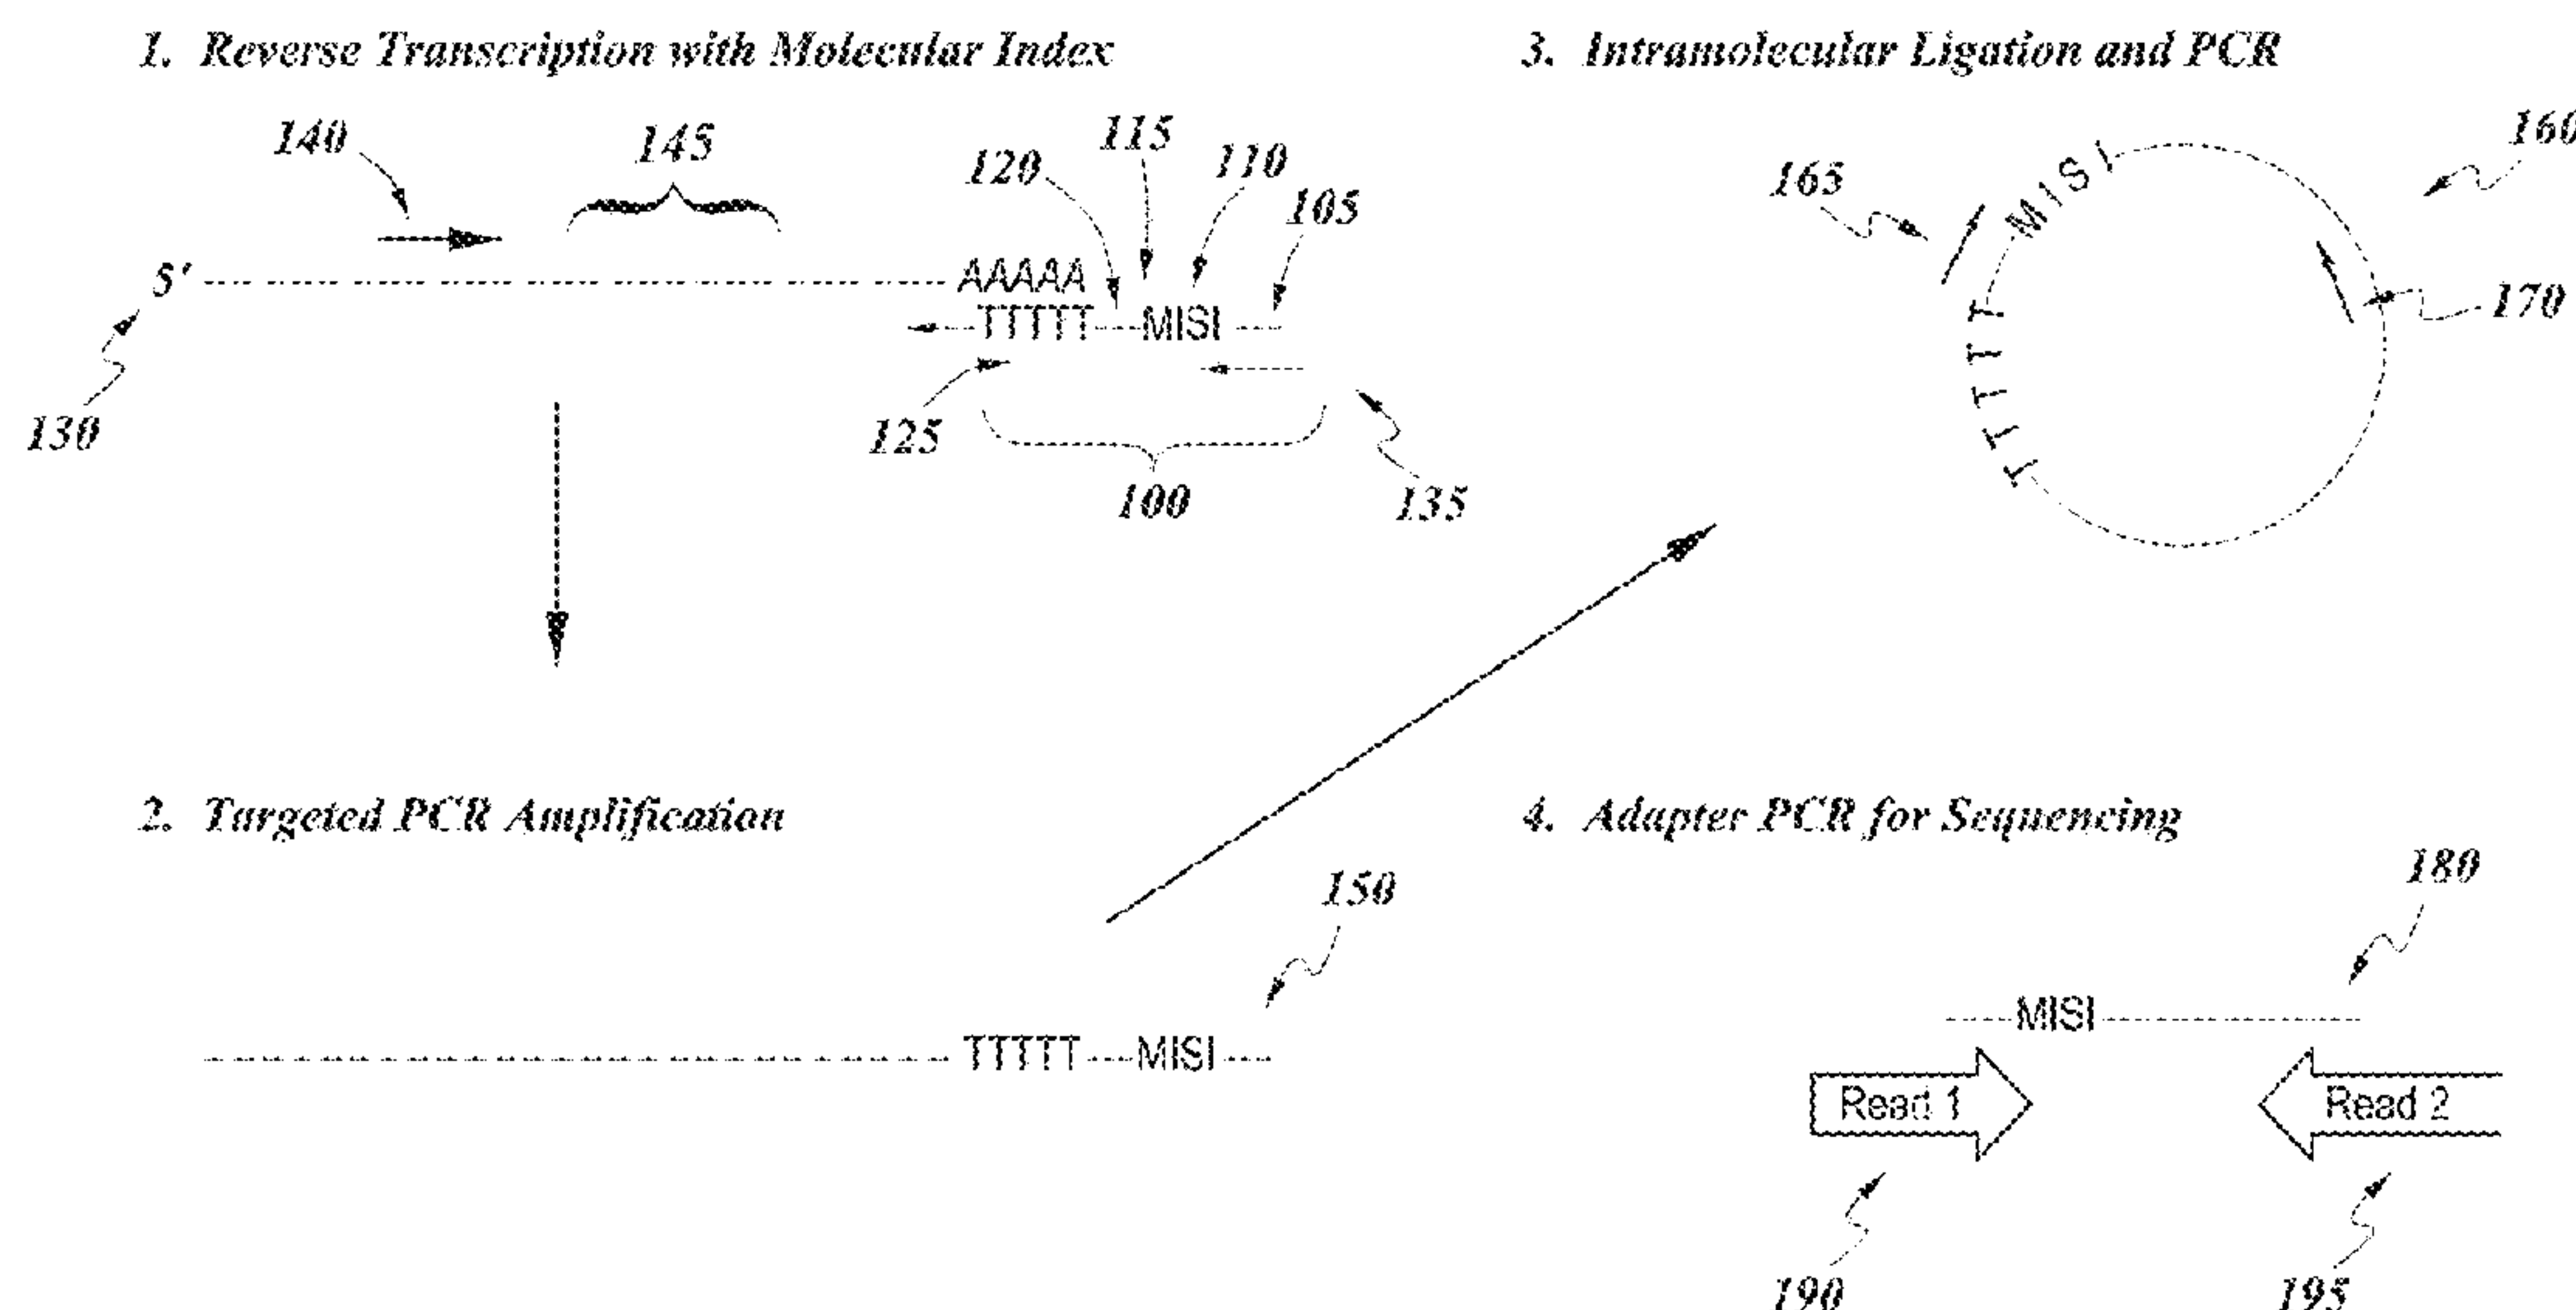 1. Reverse Transcription with Molecular Index
140
145
120
115
110
105
5'
AAAAA
TTTTT
MISI
130
125
100
135
2. Targeted PCR Amplification
150
TTTTT
MISI
3. Intramolecular Ligation and PCR
160
165
MISI
170
TTTTT
4. Adapter PCR for Sequencing
180
MISI
Read 1
Read 2
190
195